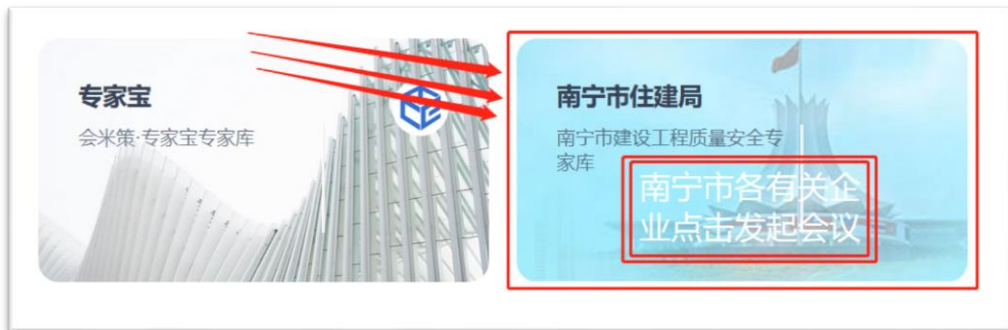 专家宝
会米策·专家宝专家库
南宁市住建局
南宁市建设工程质量安全专
家库
南宁市各有关企
业点击发起会议